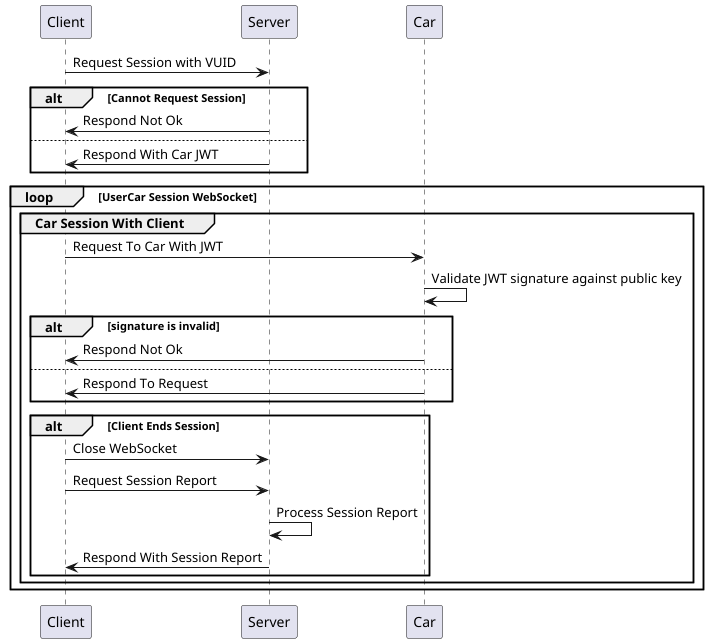 Client Server Car
Request Session with VUID
alt [Cannot Request Session]
Respond Not Ok
Respond With Car JWT
loop [UserCar Session WebSocket]
Car Session With Client
Request To Car With JWT
Validate JWT signature against public key
alt [signature is invalid]
Respond Not Ok
Respond To Request
alt [Client Ends Session]
Close WebSocket
Request Session Report
Process Session Report
Respond With Session Report
Client Server Car